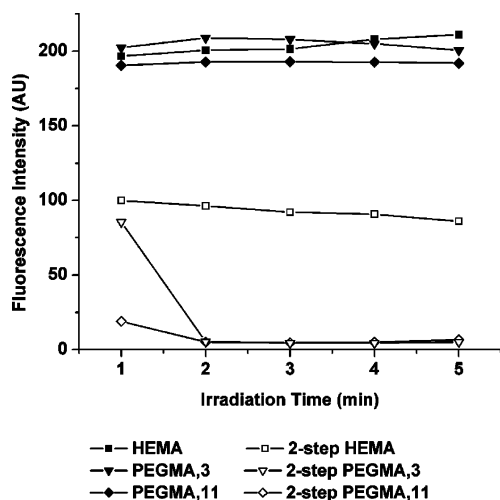 Fluorescence Intensity (AU)
200
150
100
50
0
1 2 3 4 5
Irradiation Time (min)
HEMA 2-step HEMA
PEGMA,3 2-step PEGMA,3
PEGMA,11 2-step PEGMA,11